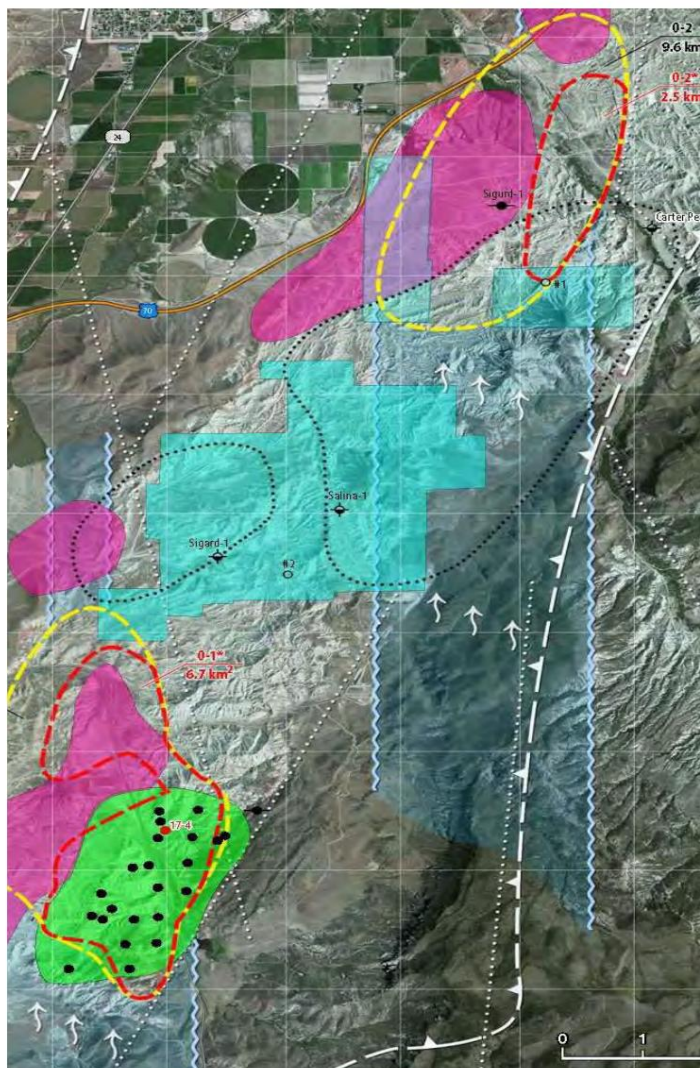 0-2
9.6 km
0-2*
2.5 km
24
Sigurd-1
Carter Pe
#1
70
Salina-1
Sigard-1
#2
0-1*
6.7 km²
17-4
0
1